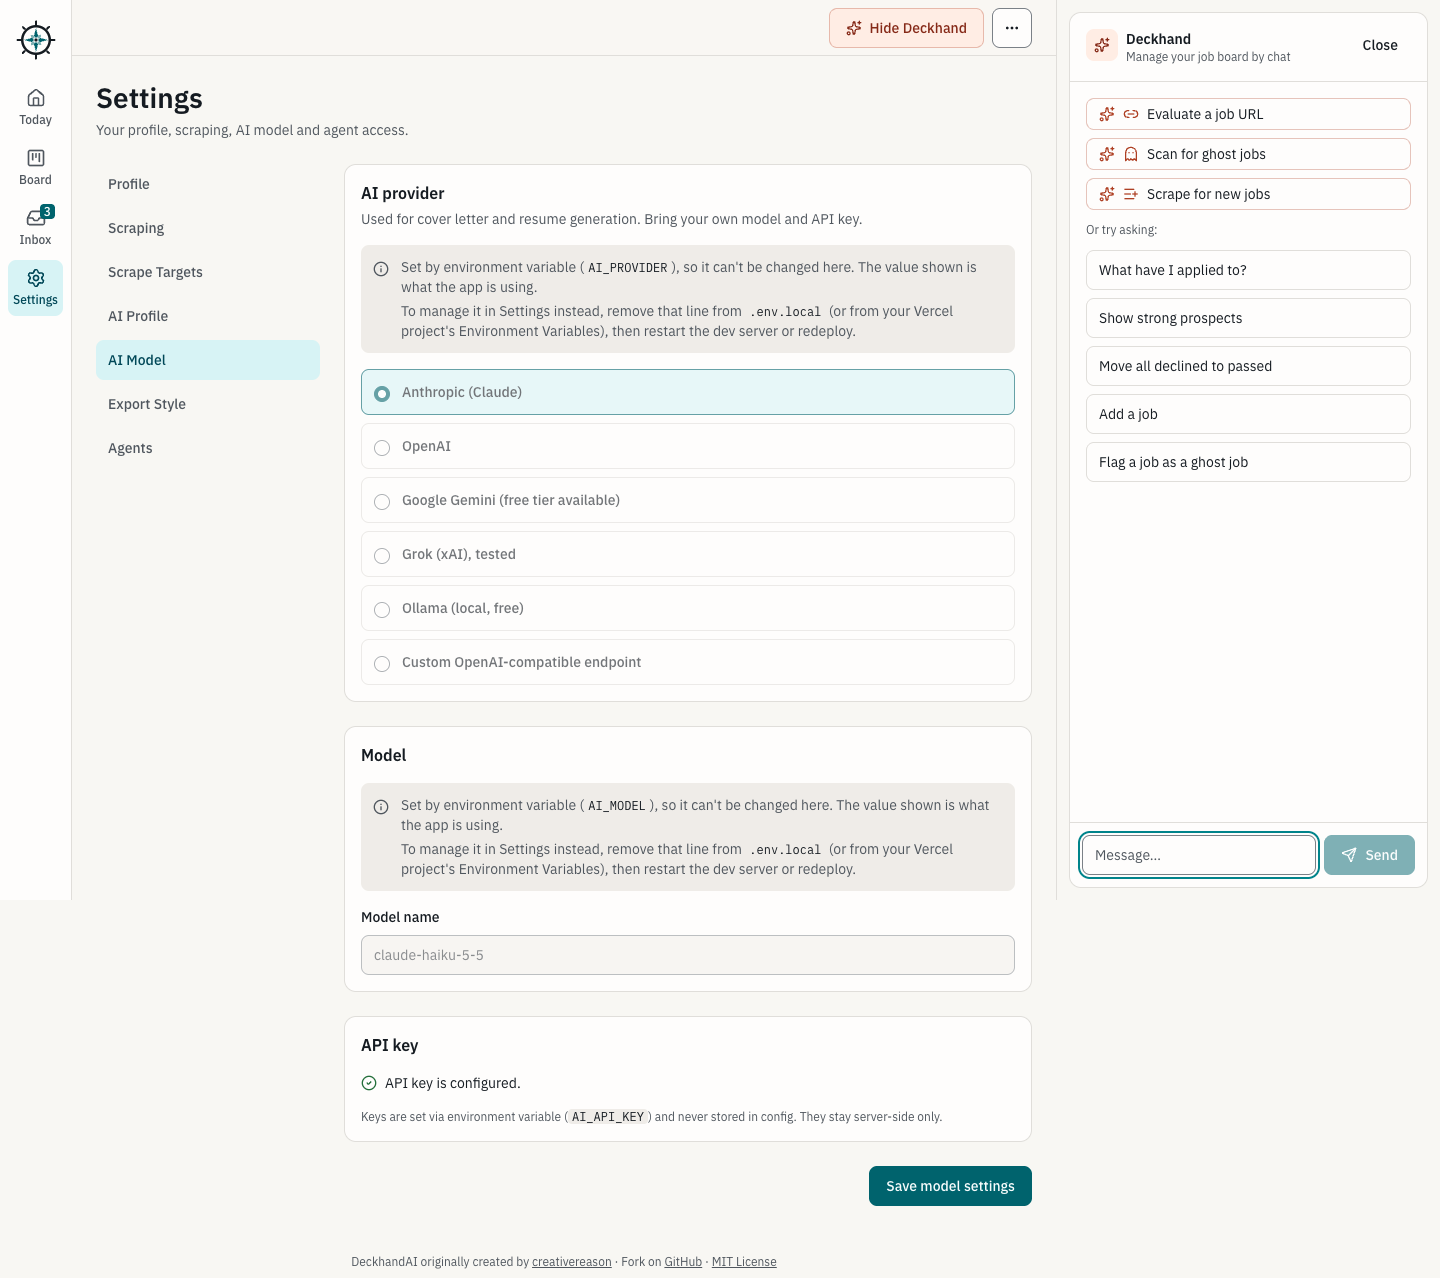 Hide Deckhand
Today
Board
3
Inbox
Settings
Settings
Your profile, scraping, AI model and agent access.
Profile
Scraping
Scrape Targets
AI Profile
AI Model
Export Style
Agents
AI provider
Used for cover letter and resume generation. Bring your own model and API key.
Set by environment variable ( AI_PROVIDER ), so it can't be changed here. The value shown is
what the app is using.
To manage it in Settings instead, remove that line from .env.local (or from your Vercel
project's Environment Variables), then restart the dev server or redeploy.
Anthropic (Claude)
OpenAI
Google Gemini (free tier available)
Grok (xAI), tested
Ollama (local, free)
Custom OpenAI-compatible endpoint
Model
Set by environment variable ( AI_MODEL ), so it can't be changed here. The value shown is what
the app is using.
To manage it in Settings instead, remove that line from .env.local (or from your Vercel
project's Environment Variables), then restart the dev server or redeploy.
Model name
claude-haiku-5-5
API key
API key is configured.
Keys are set via environment variable ( AI_API_KEY ) and never stored in config. They stay server-side only.
Save model settings
DeckhandAI originally created by creativereason · Fork on GitHub · MIT License
Deckhand
Manage your job board by chat
Close
Evaluate a job URL
Scan for ghost jobs
Scrape for new jobs
Or try asking:
What have I applied to?
Show strong prospects
Move all declined to passed
Add a job
Flag a job as a ghost job
Message...
Send